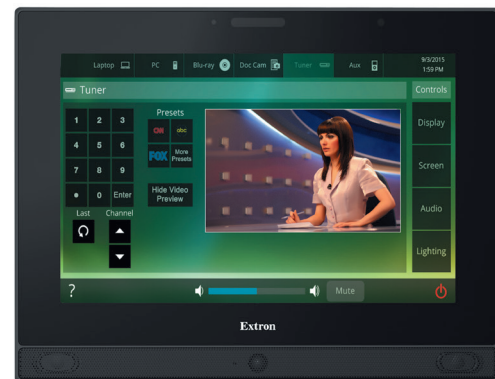 Laptop PC Blu-ray Doc Cam Tuner Aux
9/3/2015
1:59 PM
Tuner
Controls
Presets
1 2 3
4 5 6
7 8 9
• 0 Enter
CNN abc
FOX More
Presets
Hide Video
Preview
Last Channel
Display
Screen
Audio
Lighting
?
Mute
Extron